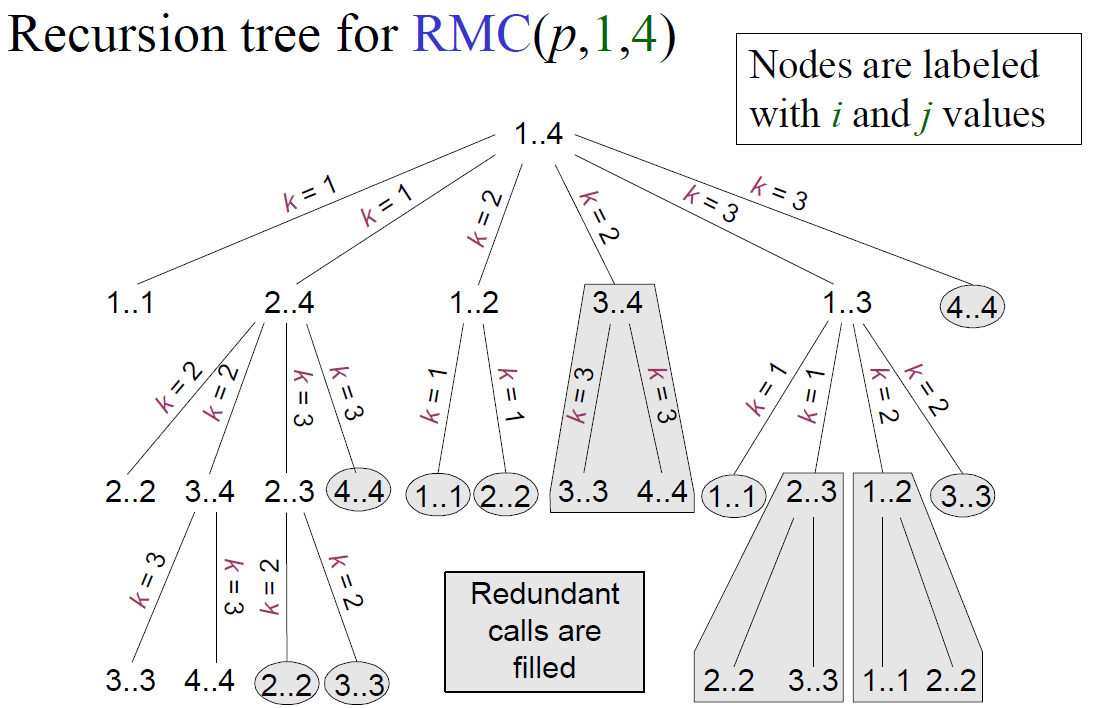 Recursion tree for RMC(p,1,4)
Nodes are labeled
with i and j values
1..4
k = 1
k = 1
k = 2
k = 2
k = 3
k = 3
1..1
2..4
1..2
3..4
1..3
4..4
k = 2
k = 2
k = 3
k = 3
k = 1
k = 1
k = 3
k = 3
k = 1
k = 1
k = 2
k = 2
2..2
3..4
2..3
4..4
1..1
2..2
3..3
4..4
1..1
2..3
1..2
3..3
k = 3
k = 3
k = 2
k = 2
Redundant
calls are
filled
3..3
4..4
2..2
3..3
2..2
3..3
1..1
2..2